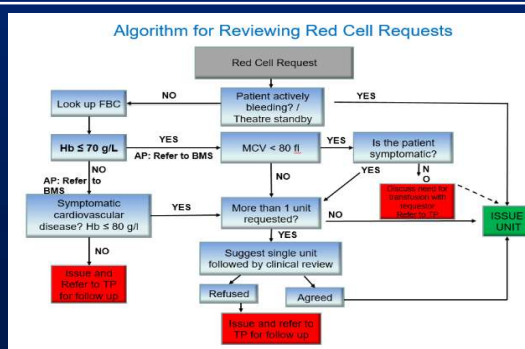 Algorithm for Reviewing Red Cell Requests
Red Cell Request
Patient actively
bleeding? /
Theatre standby
NO
YES
Look up FBC
Hb ≤ 70 g/L
YES
AP: Refer to BMS
MCV < 80 fl
YES
Is the patient
symptomatic?
NO
AP: Refer to
BMS
NO
YES
N
O
Discuss need for
transfusion with
requestor
Refer to TP
Symptomatic
cardiovascular
disease? Hb ≤ 80 g/l
YES
More than 1 unit
requested?
NO
ISSUE
UNIT
NO
YES
Issue and
Refer to TP
for follow up
Suggest single unit
followed by clinical review
Refused
Agreed
Issue and refer to
TP for follow up